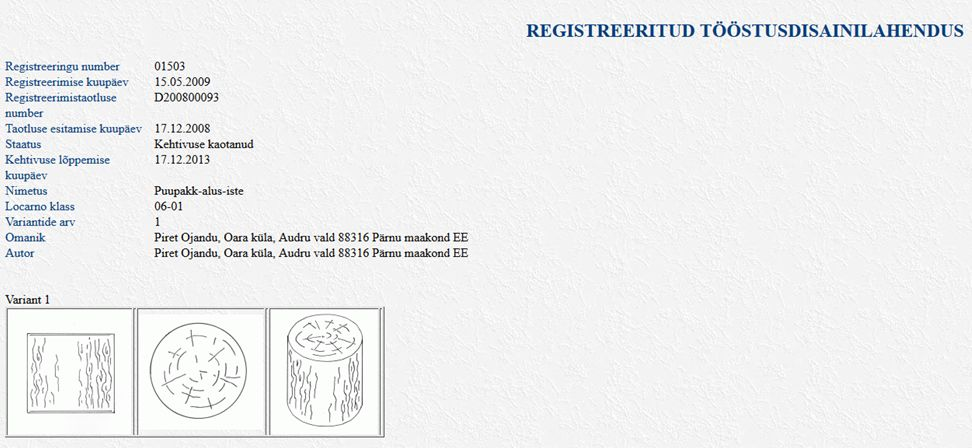 REGISTREERITUD TÖÖSTUSDISAINILAHENDUS
Registreeringu number 01503
Registreerimise kuupäev 15.05.2009
Registreerimistaotluse D200800093
number
Taotluse esitamise kuupäev 17.12.2008
Staatus Kehtivuse kaotanud
Kehtivuse lõppemise 17.12.2013
kuupäev
Nimetus Puupakk-alus-iste
Locarno klass 06-01
Variantide arv 1
Omanik Piret Ojandu, Oara küla, Audru vald 88316 Pärnu maakond EE
Autor Piret Ojandu, Oara küla, Audru vald 88316 Pärnu maakond EE
Variant 1